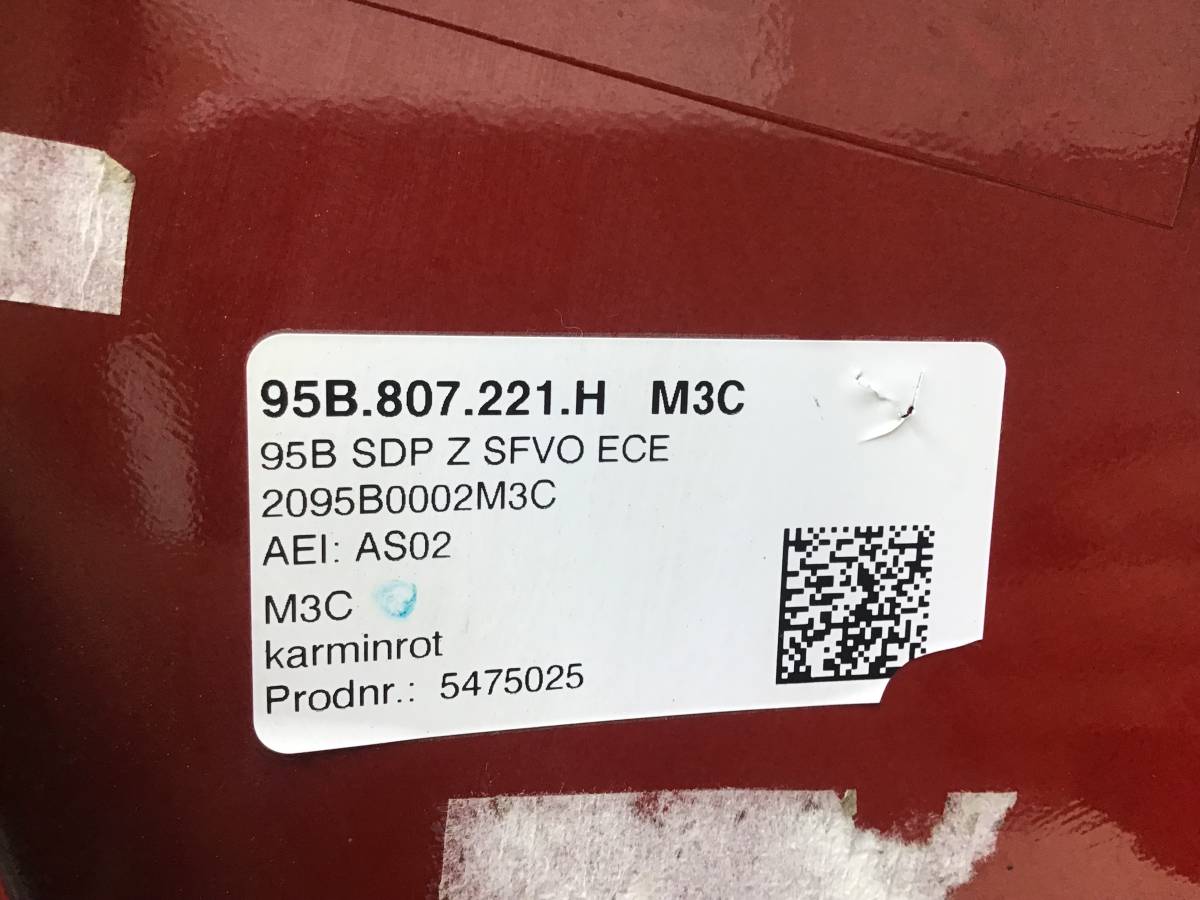 95B.807.221.H M3C
95B SDP Z SFVO ECE
2095B0002M3C
AEI: AS02
M3C
karminrot
Prodnr.: 5475025